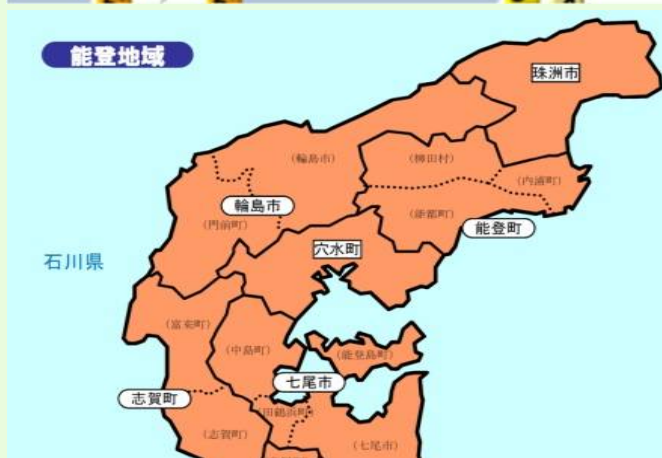 能登地域
珠洲市
(輪島市)
(柳田村)
(内浦町)
輪島市
(門前町)
(能都町)
能登町
穴水町
石川県
(富来町)
(中島町)
(能登島町)
七尾市
志賀町
(田鶴浜町)
(志賀町)
(七尾市)